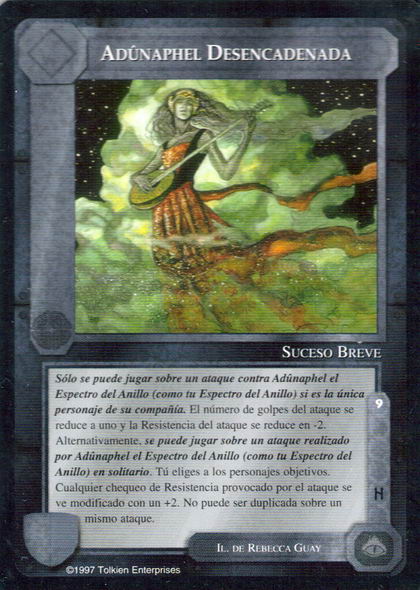 Adûnaphel Desencadenada
Suceso Breve
Sólo se puede jugar sobre un ataque contra Adûnaphel el
Espectro del Anillo (como tu Espectro del Anillo) si es la única
personaje de su compañía. El número de golpes del ataque se
reduce a uno y la Resistencia del ataque se reduce en -2.
Alternativamente, se puede jugar sobre un ataque realizado
por Adûnaphel el Espectro del Anillo (como tu Espectro del
Anillo) en solitario. Tú eliges a los personajes objetivos.
Cualquier chequeo de Resistencia provocado por el ataque se
ve modificado con un +2. No puede ser duplicada sobre un
mismo ataque.
9
Il. de Rebecca Guay
©1997 Tolkien Enterprises